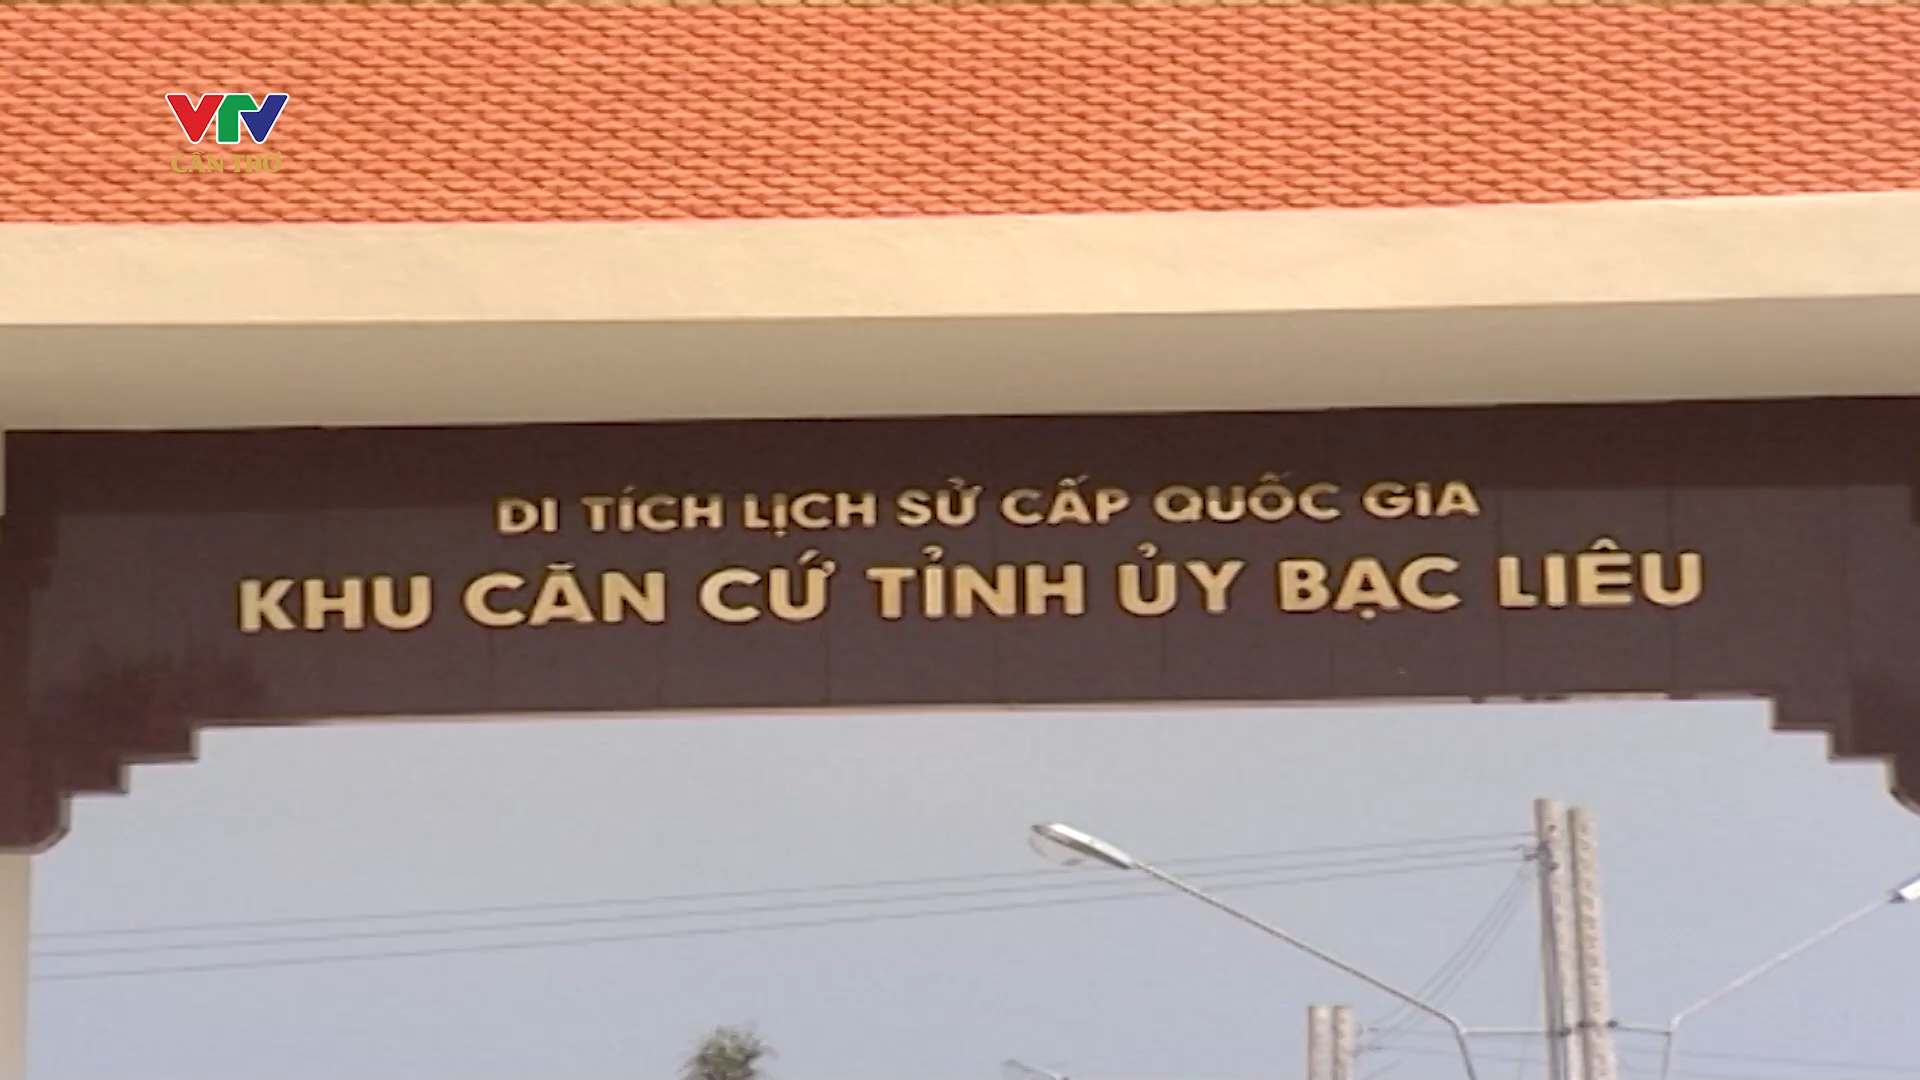 VTV
CẦN THƠ
DI TÍCH LỊCH SỬ CẤP QUỐC GIA
KHU CĂN CỨ TỈNH ỦY BẠC LIÊU